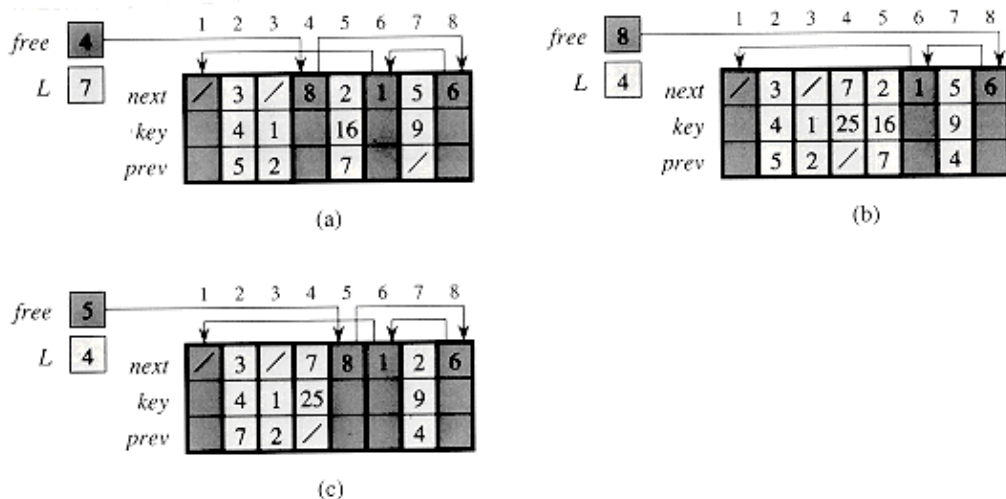 1 2 3 4 5 6 7 8
free 4
L 7
next / 3 / 8 2 1 5 6
key 4 1 16 9
prev 5 2 7 /
(a)
1 2 3 4 5 6 7 8
free 8
L 4
next / 3 / 7 2 1 5 6
key 4 1 25 16 9
prev 5 2 / 7 4
(b)
1 2 3 4 5 6 7 8
free 5
L 4
next / 3 / 7 8 1 2 6
key 4 1 25 9
prev 7 2 / 4
(c)